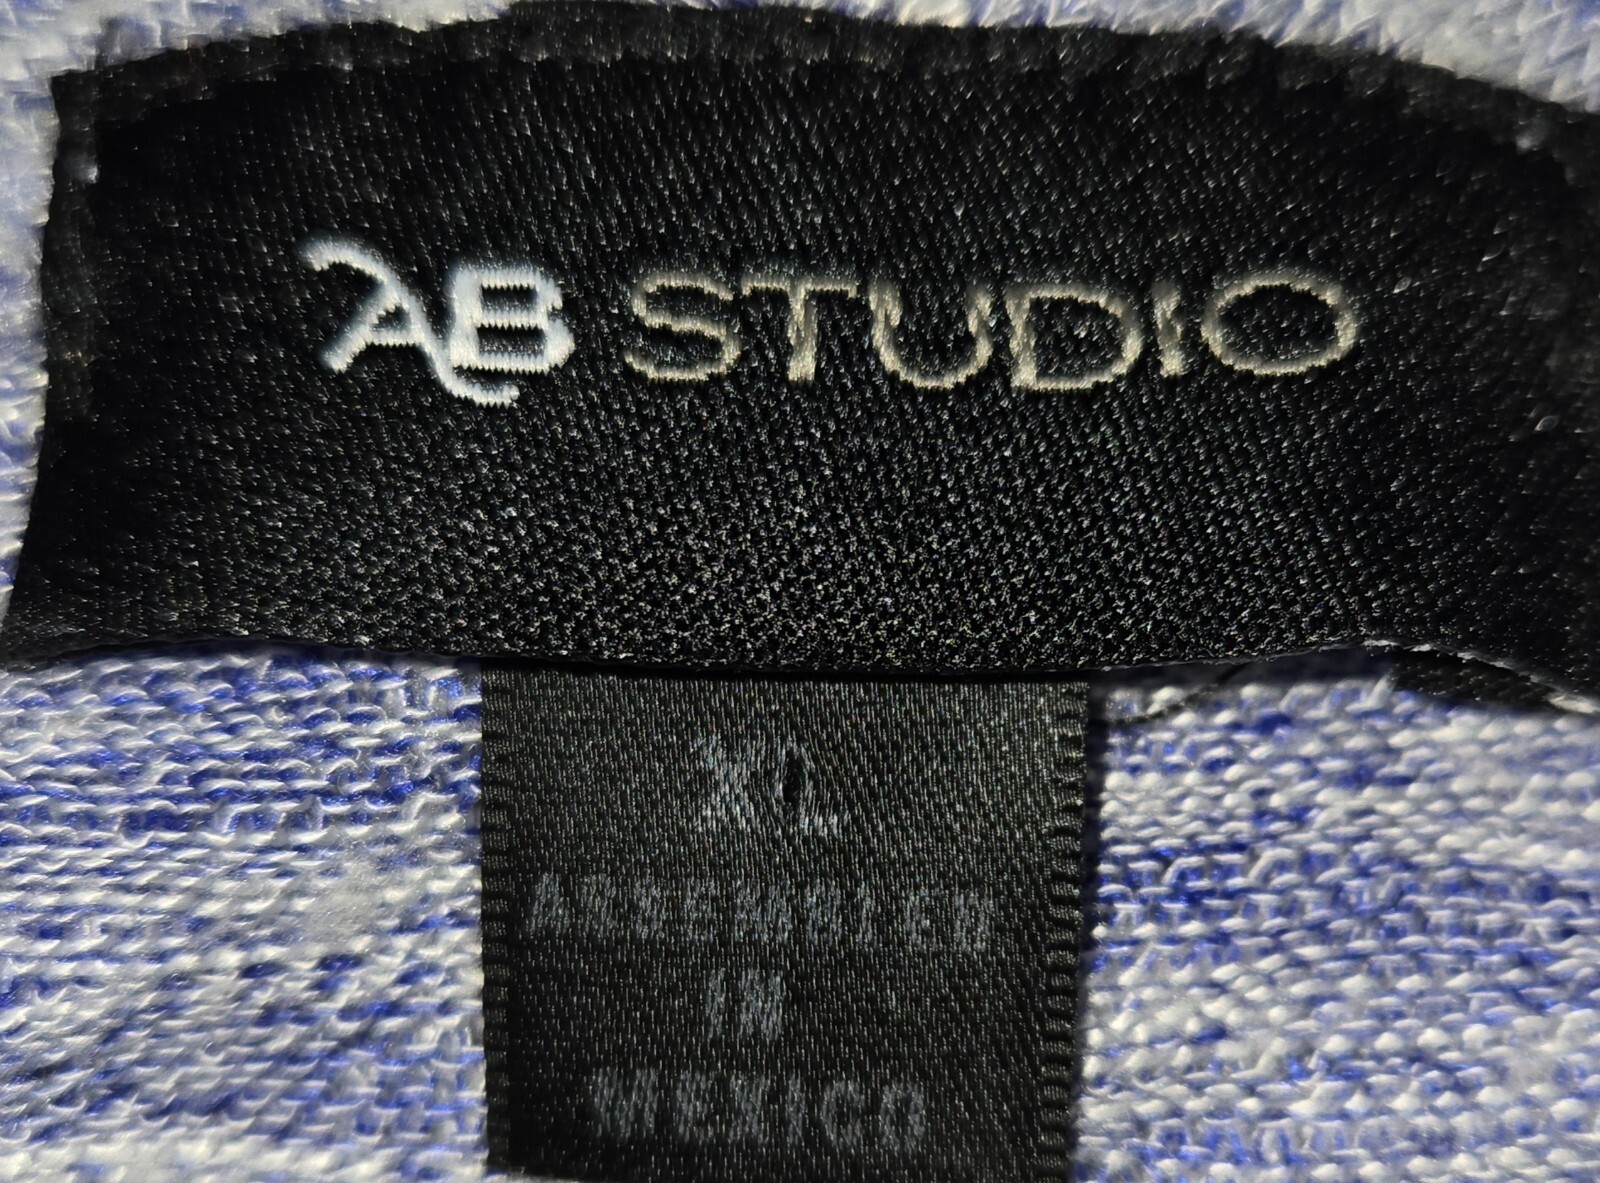 AB STUDIO
XL
ASSEMBLED
IN
MEXICO